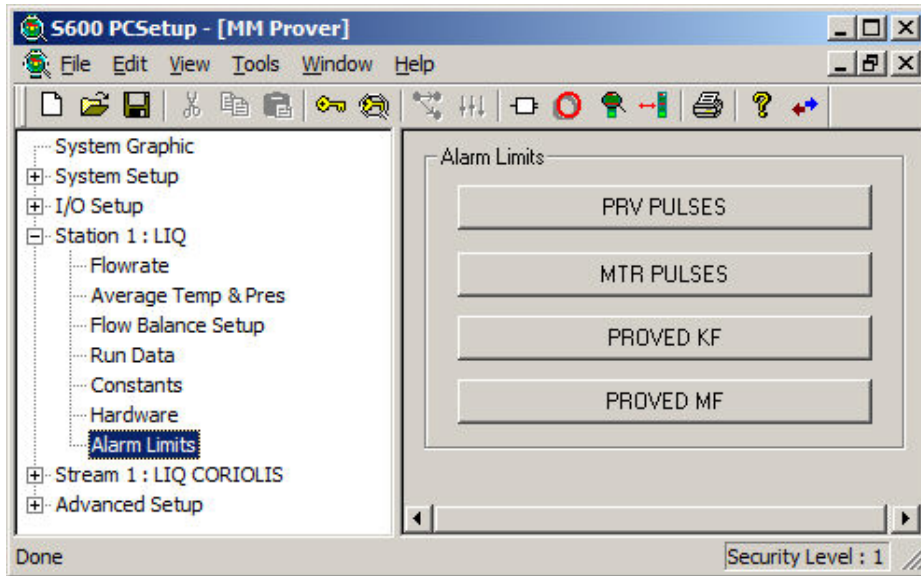 S600 PCSetup - [MM Prover]
File Edit View Tools Window Help
System Graphic
System Setup
I/O Setup
Station 1 : LIQ
Flowrate
Average Temp & Pres
Flow Balance Setup
Run Data
Constants
Hardware
Alarm Limits
Stream 1 : LIQ CORIOLIS
Advanced Setup
Alarm Limits
PRV PULSES
MTR PULSES
PROVED KF
PROVED MF
Done
Security Level : 1